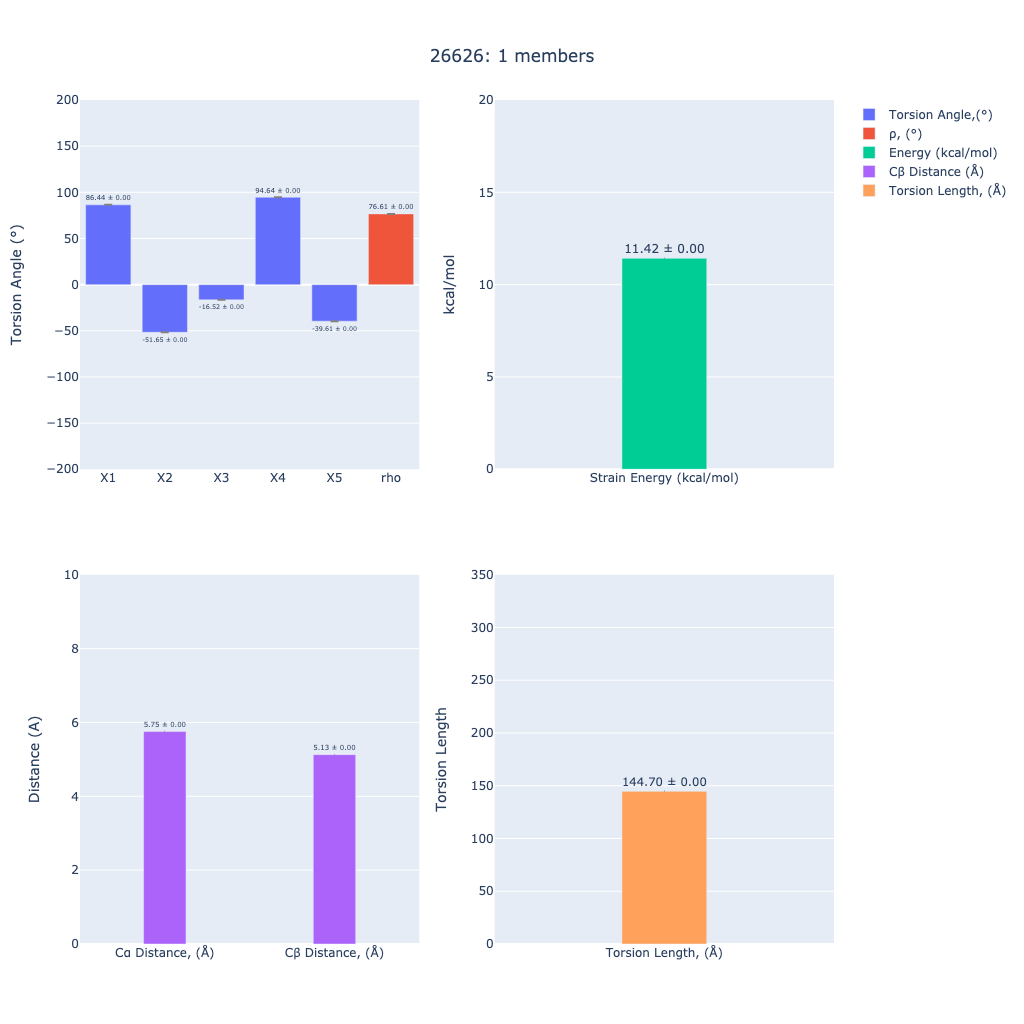 26626: 1 members
Torsion Angle (°)
200
150
100
50
0
−50
−100
−150
−200
86.44 ± 0.00
-51.65 ± 0.00
-16.52 ± 0.00
94.64 ± 0.00
-39.61 ± 0.00
76.61 ± 0.00
X1 X2 X3 X4 X5 rho
kcal/mol
20
15
10
5
0
11.42 ± 0.00
Strain Energy (kcal/mol)
Torsion Angle,(°)
ρ, (°)
Energy (kcal/mol)
Cβ Distance (Å)
Torsion Length, (Å)
Distance (A)
10
8
6
4
2
0
5.75 ± 0.00
5.13 ± 0.00
Cα Distance, (Å) Cβ Distance, (Å)
Torsion Length
350
300
250
200
150
100
50
0
144.70 ± 0.00
Torsion Length, (Å)